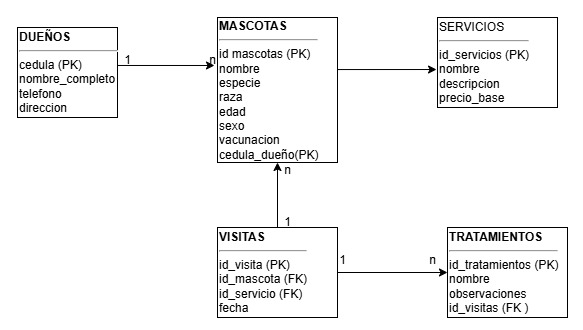 DUEÑOS
cedula (PK)
nombre_completo
telefono
direccion
1
n
MASCOTAS
id mascotas (PK)
nombre
especie
raza
edad
sexo
vacunacion
cedula_dueño(PK)
SERVICIOS
id_servicios (PK)
nombre
descripcion
precio_base
n
1
VISITAS
id_visita (PK)
id_mascota (FK)
id_servicio (FK)
fecha
1
n
TRATAMIENTOS
id_tratamientos (PK)
nombre
observaciones
id_visitas (FK )